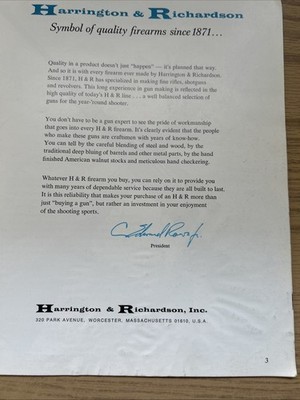 Harrington & Richardson
Symbol of quality firearms since 1871...
Quality in a product doesn't just "happen" — it's planned that way.
And so it is with every firearm ever made by Harrington & Richardson.
Since 1871, H & R has specialized in making fine rifles, shotguns
and revolvers. This long experience in gun making is reflected in the
high quality of today's H & R line . . . a well balanced selection of
guns for the year-round shooter.
You don't have to be a gun expert to see the pride of workmanship
that goes into every H & R firearm. It's clearly evident that the people
who make these guns are craftsmen with years of know-how.
You can tell by the careful blending of steel and wood, by the
traditional deep bluing of barrels and other metal parts, by the hand
finished American walnut stocks and meticulous hand checkering.
Whatever H & R firearm you buy, you can rely on it to provide you
with many years of dependable service because they are all built to last.
It is this reliability that makes your purchase of an H & R more than
just "buying a gun", but rather an investment in your enjoyment
of the shooting sports.
President
Harrington & Richardson, Inc.
320 PARK AVENUE, WORCESTER, MASSACHUSETTS 01610, U.S.A.
3